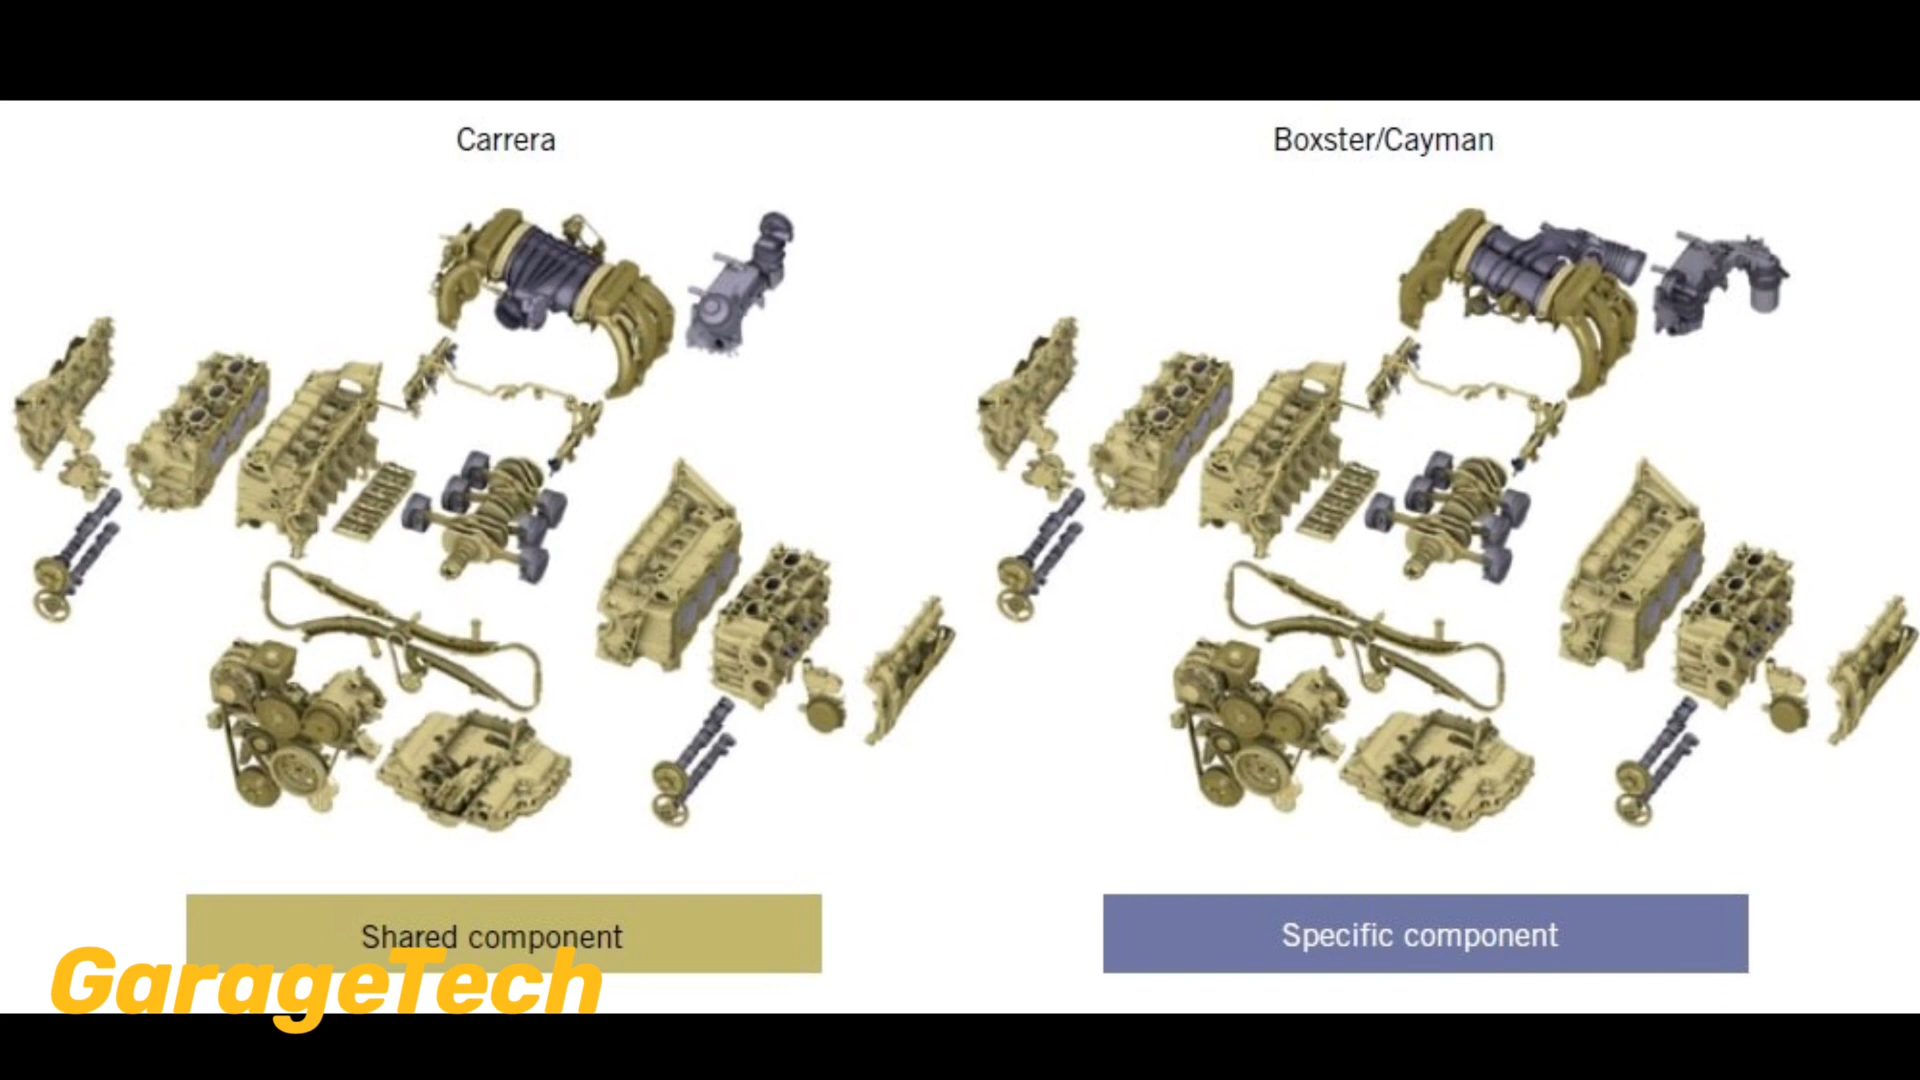 Carrera
Boxster/Cayman
Shared component
Specific component
GarageTech